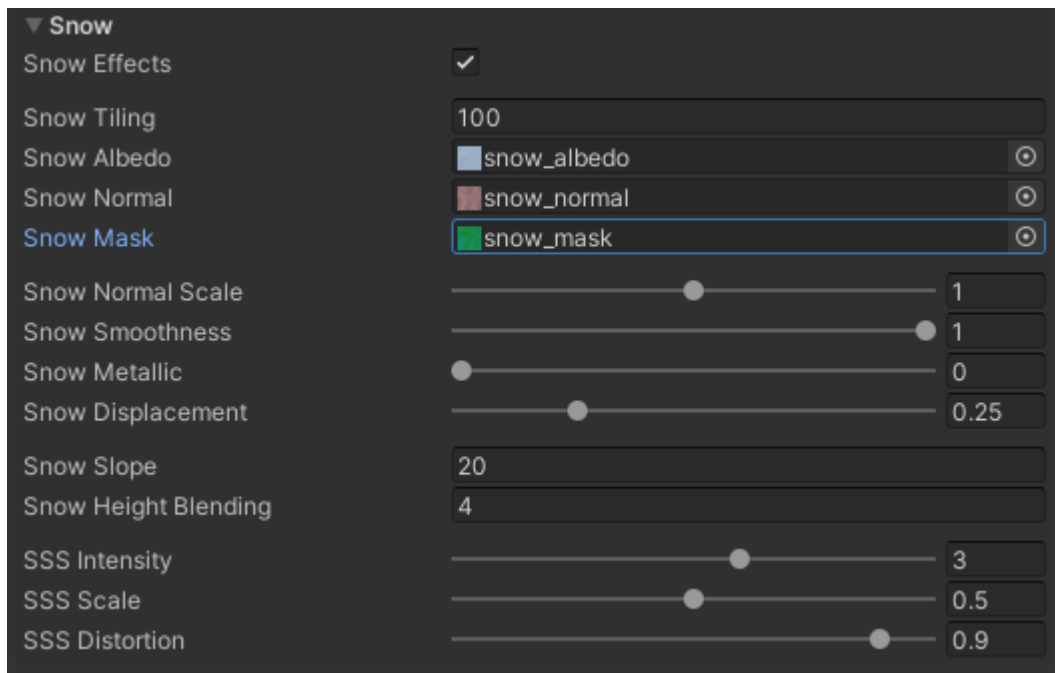 Snow
Snow Effects
Snow Tiling 100
Snow Albedo snow_albedo
Snow Normal snow_normal
Snow Mask snow_mask
Snow Normal Scale 1
Snow Smoothness 1
Snow Metallic 0
Snow Displacement 0.25
Snow Slope 20
Snow Height Blending 4
SSS Intensity 3
SSS Scale 0.5
SSS Distortion 0.9